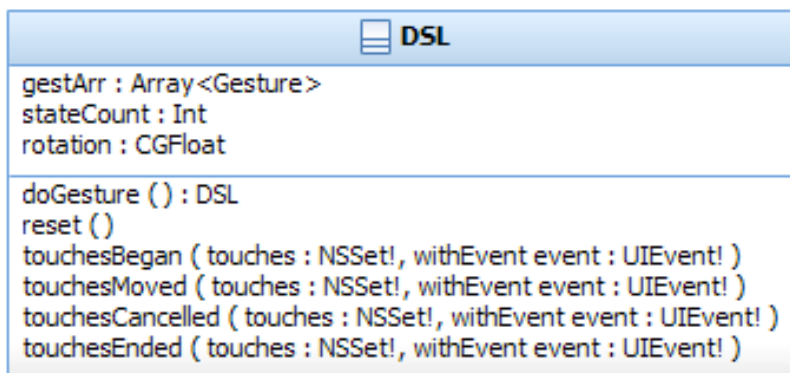 DSL
gestArr : Array<Gesture>
stateCount : Int
rotation : CGFloat
doGesture ( ) : DSL
reset ( )
touchesBegan ( touches : NSSet!, withEvent event : UIEvent! )
touchesMoved ( touches : NSSet!, withEvent event : UIEvent! )
touchesCancelled ( touches : NSSet!, withEvent event : UIEvent! )
touchesEnded ( touches : NSSet!, withEvent event : UIEvent! )